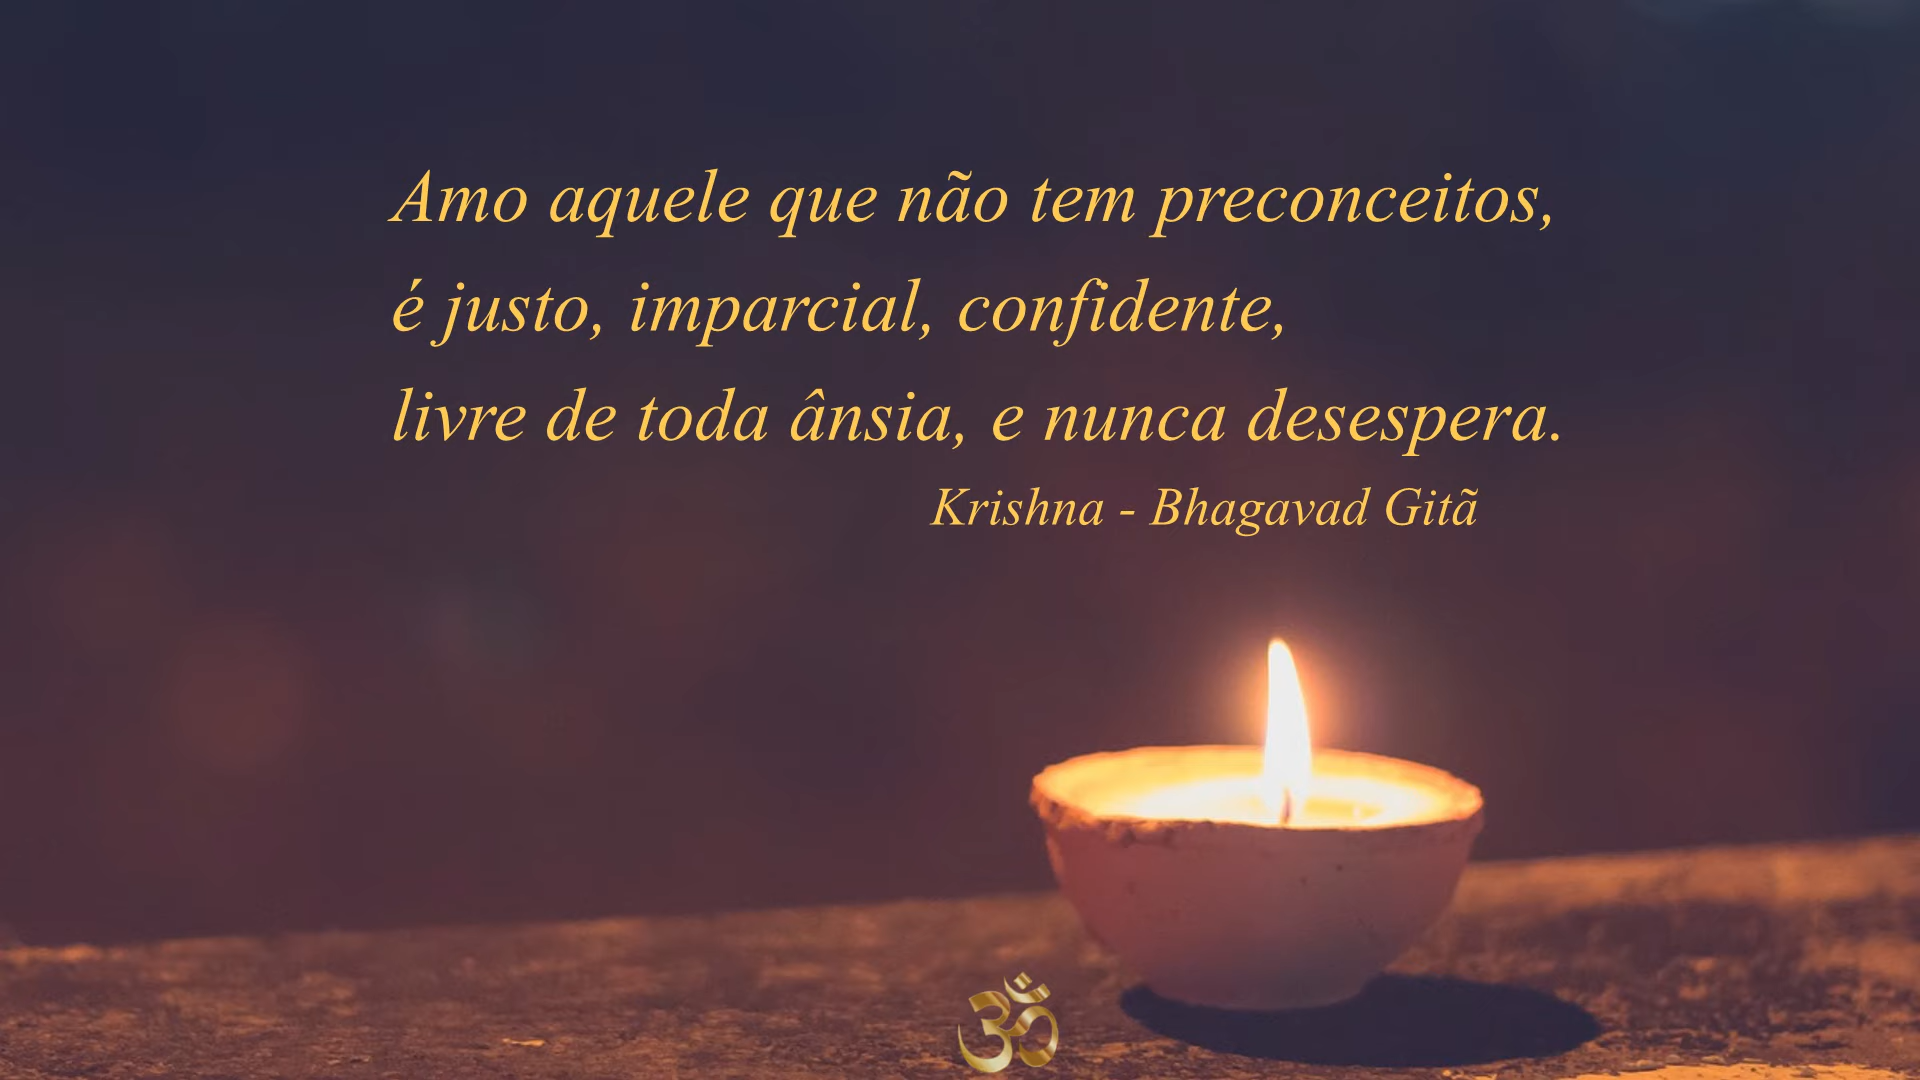 Amo aquele que não tem preconceitos,
é justo, imparcial, confidente,
livre de toda ânsia, e nunca desespera.
Krishna - Bhagavad Gitã
ॐ